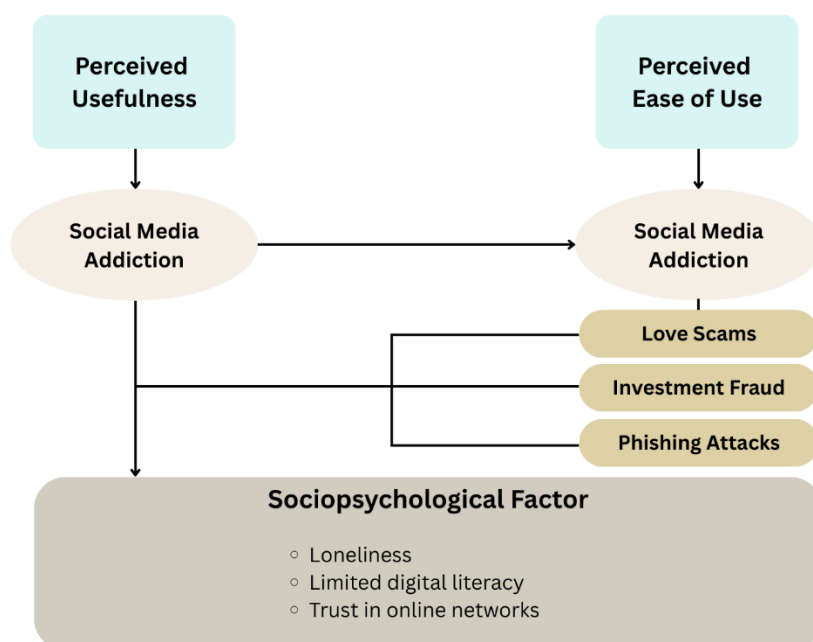 Perceived
Usefulness
Perceived
Ease of Use
Social Media
Addiction
Social Media
Addiction
Love Scams
Investment Fraud
Phishing Attacks
Sociopsychological Factor
Loneliness
Limited digital literacy
Trust in online networks